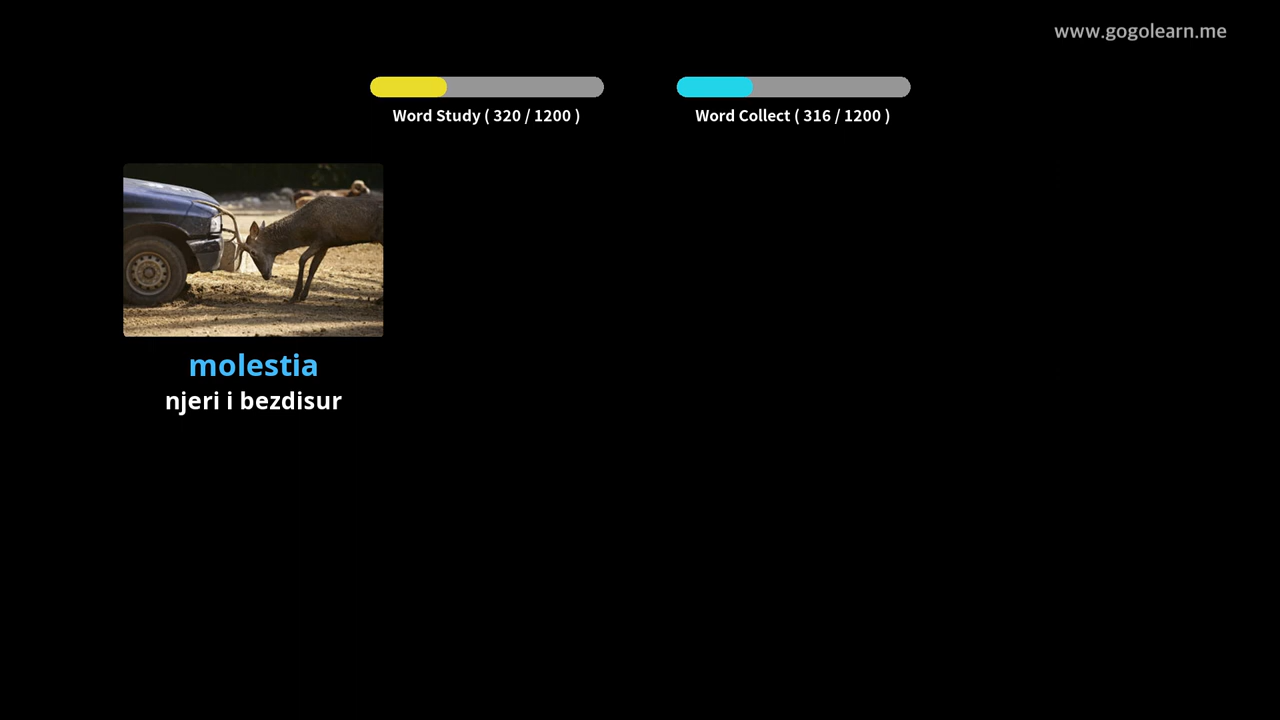 www.gogolearn.me
Word Study ( 320 / 1200 )
Word Collect ( 316 / 1200 )
molestia
njeri i bezdisur